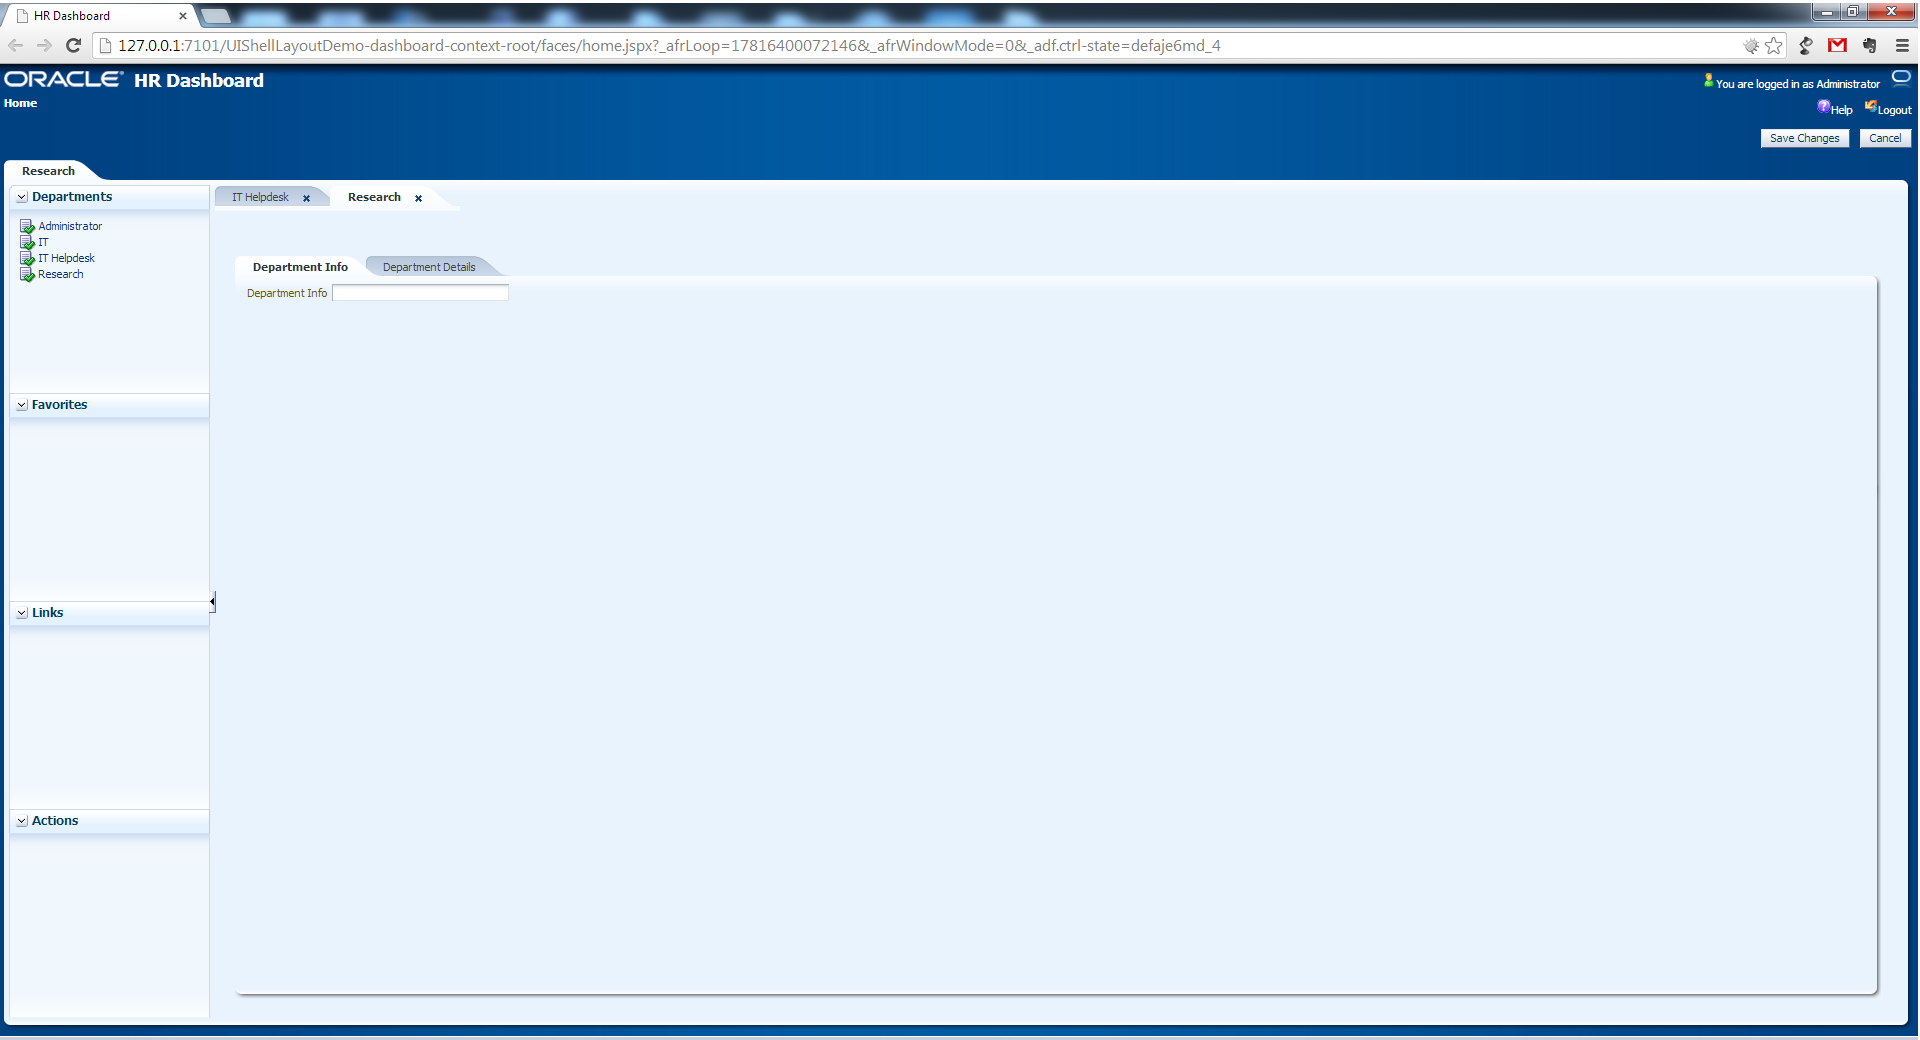 HR Dashboard
127.0.0.1:7101/UIShellLayoutDemo-dashboard-context-root/faces/home.jspx?_afrLoop=17816400072146&_afrWindowMode=0&_adf.ctrl-state=defaje6md_4
ORACLE HR Dashboard
You are logged in as Administrator
Home
Help Logout
Save Changes Cancel
Research
Departments
Administrator
IT
IT Helpdesk
Research
Favorites
Links
Actions
IT Helpdesk Research
Department Info Department Details
Department Info